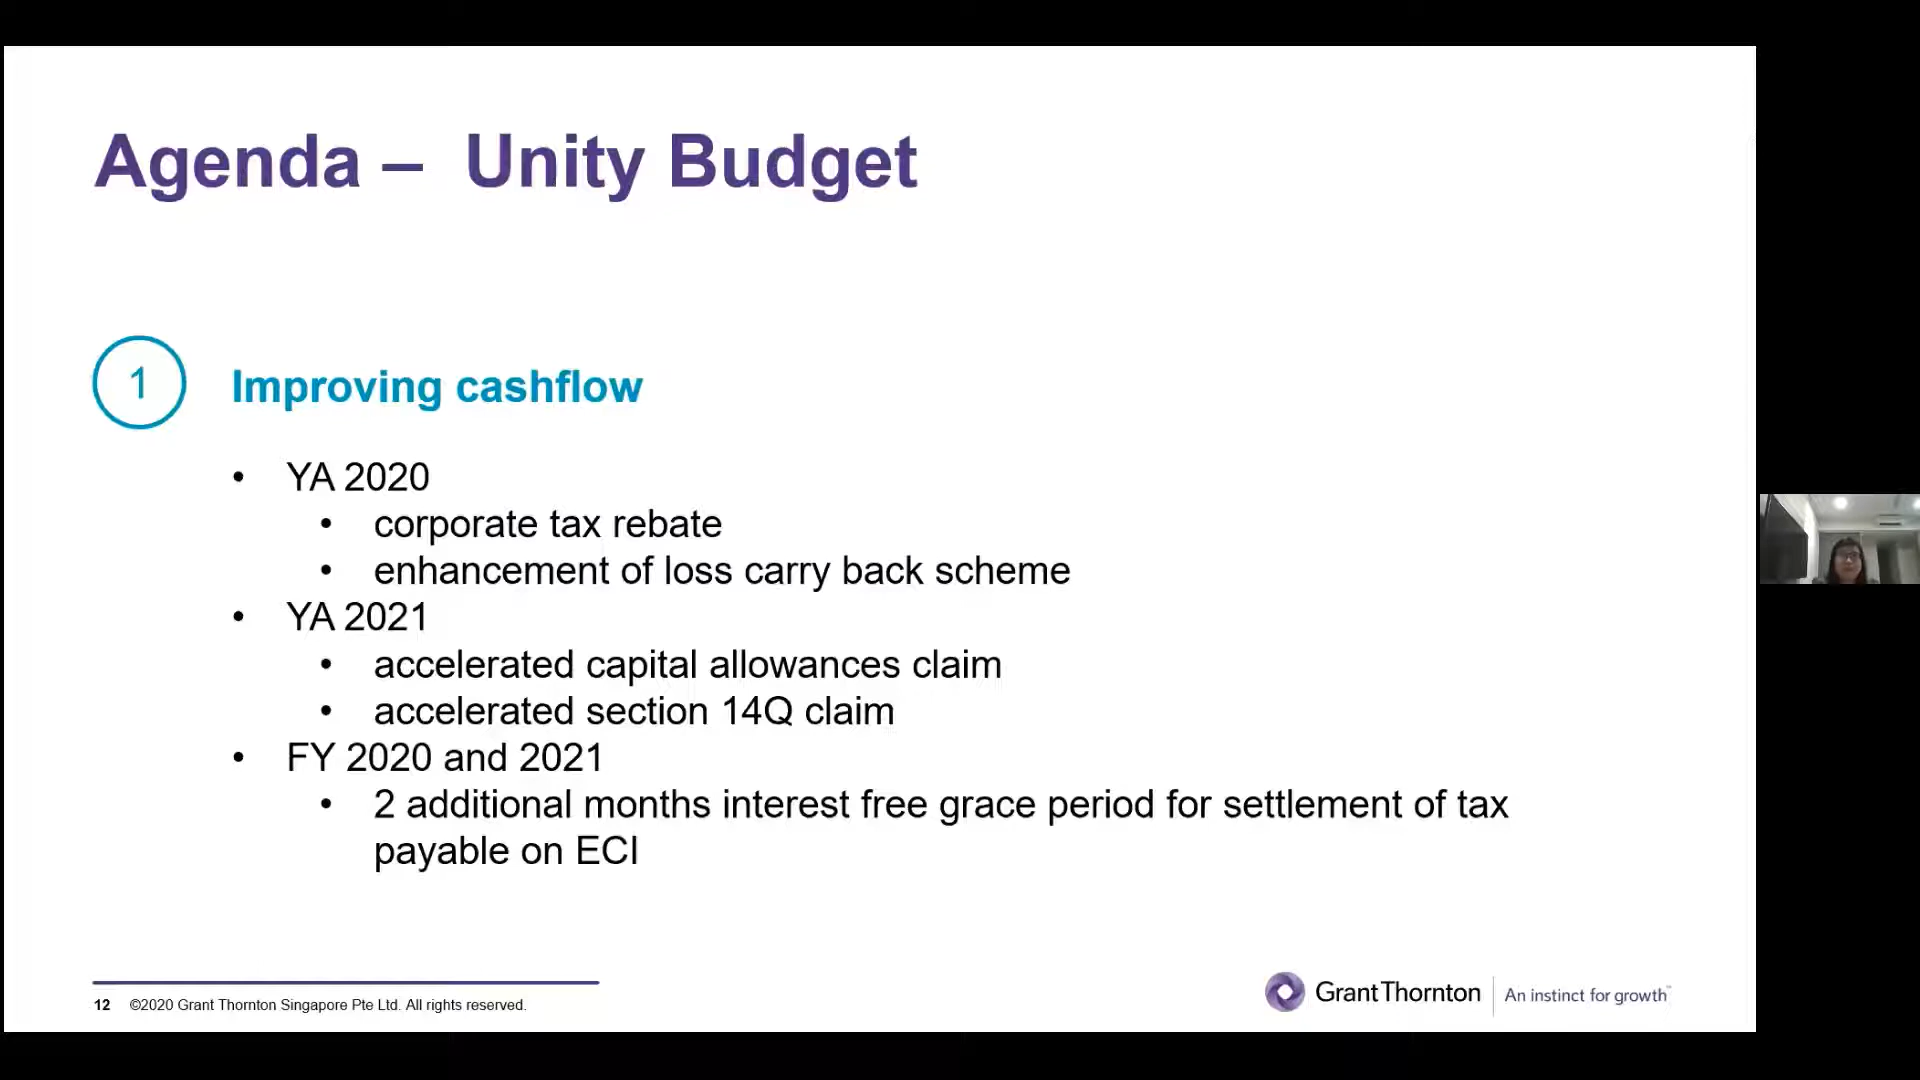 Agenda – Unity Budget
1 Improving cashflow
• YA 2020
• corporate tax rebate
• enhancement of loss carry back scheme
• YA 2021
• accelerated capital allowances claim
• accelerated section 14Q claim
• FY 2020 and 2021
• 2 additional months interest free grace period for settlement of tax
payable on ECI
12 ©2020 Grant Thornton Singapore Pte Ltd. All rights reserved.
Grant Thornton | An instinct for growth™